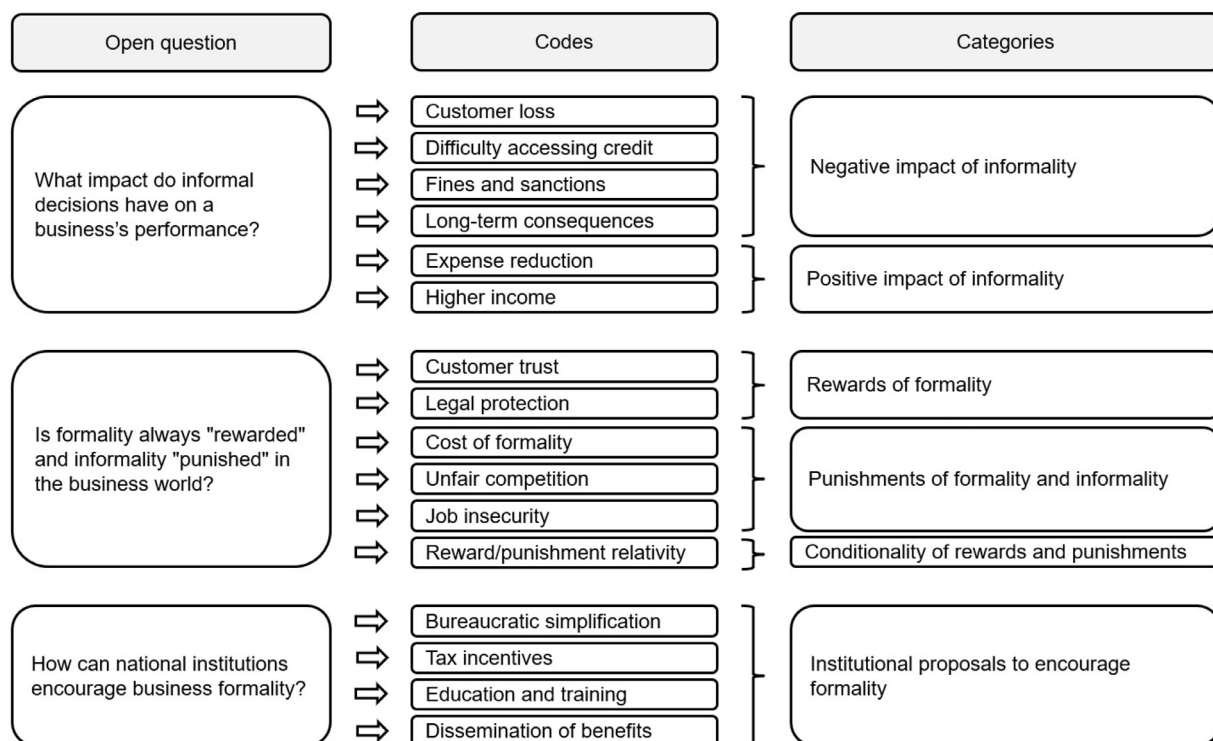 Open question
Codes
Categories
What impact do informal
decisions have on a
business’s performance?
Customer loss
Difficulty accessing credit
Fines and sanctions
Long-term consequences
Expense reduction
Higher income
Negative impact of informality
Positive impact of informality
Is formality always "rewarded"
and informality "punished" in
the business world?
Customer trust
Legal protection
Cost of formality
Unfair competition
Job insecurity
Reward/punishment relativity
Rewards of formality
Punishments of formality and informality
Conditionality of rewards and punishments
How can national institutions
encourage business formality?
Bureaucratic simplification
Tax incentives
Education and training
Dissemination of benefits
Institutional proposals to encourage
formality